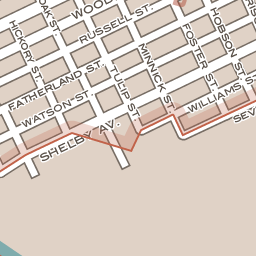 WOOD
RUSSELL ST.
HICKORY ST.
OAK ST.
FATHERLAND ST.
WATSON ST.
SHELBY AV.
TULIP ST.
MINNICK ST.
FOSTER ST.
HOBSON
WILLIAMS S
SEV